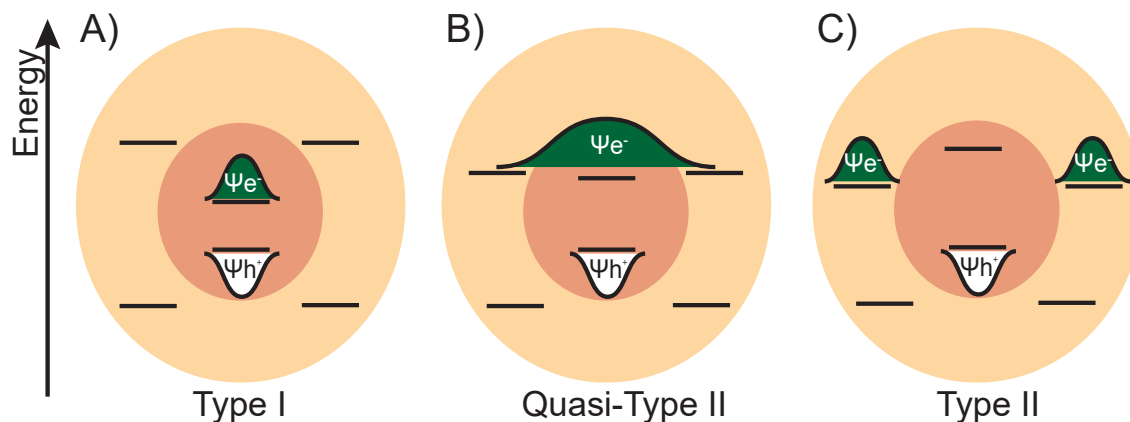 A)
B)
C)
Energy
Ψe⁻
Ψh⁺
Ψe⁻
Ψh⁺
Ψe⁻
Ψe⁻
Ψh⁺
Type I
Quasi-Type II
Type II